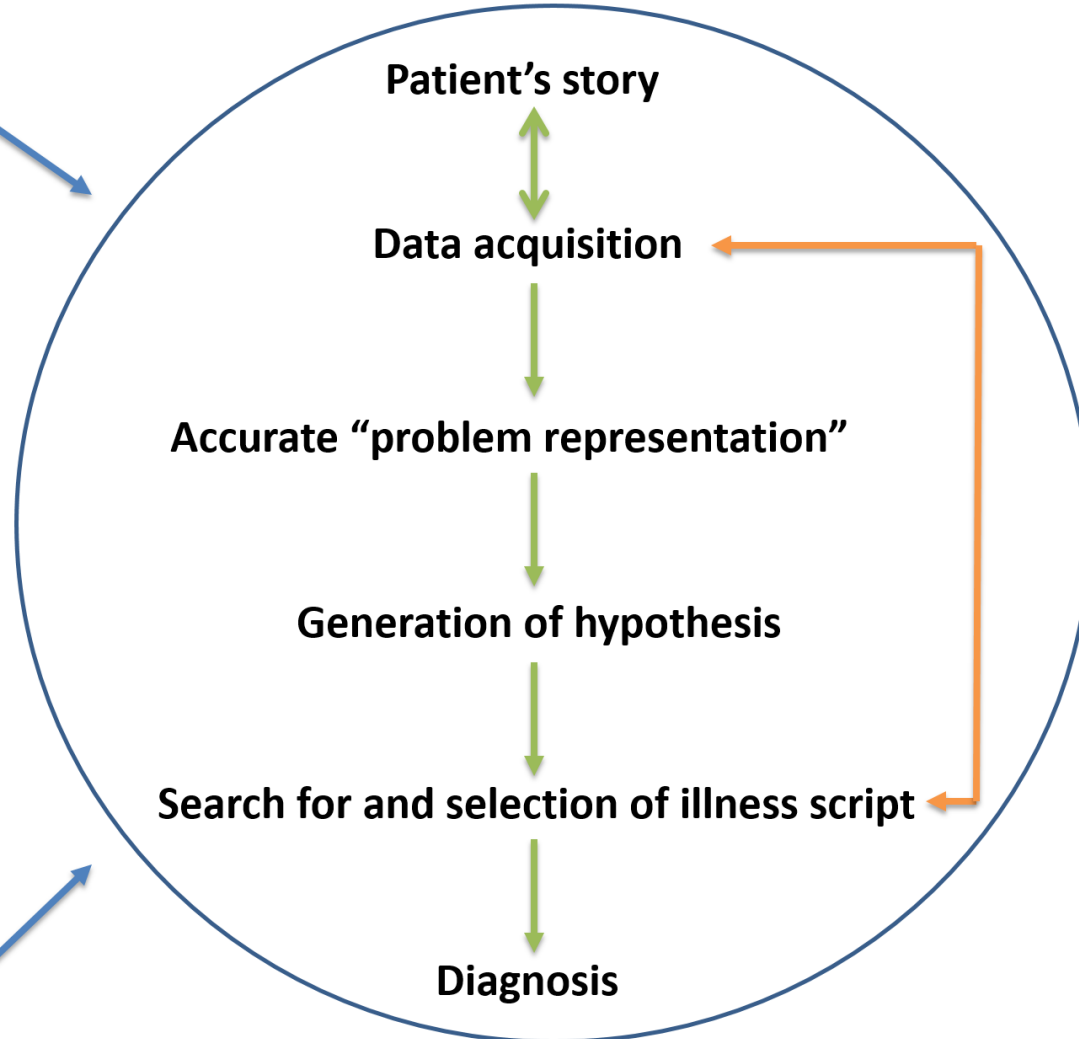 Patient’s story
Data acquisition
Accurate “problem representation”
Generation of hypothesis
Search for and selection of illness script
Diagnosis